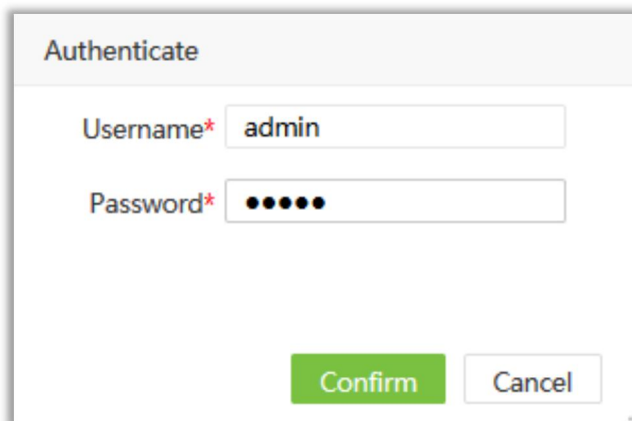 Authenticate
Username* admin
Password* •••••
Confirm Cancel